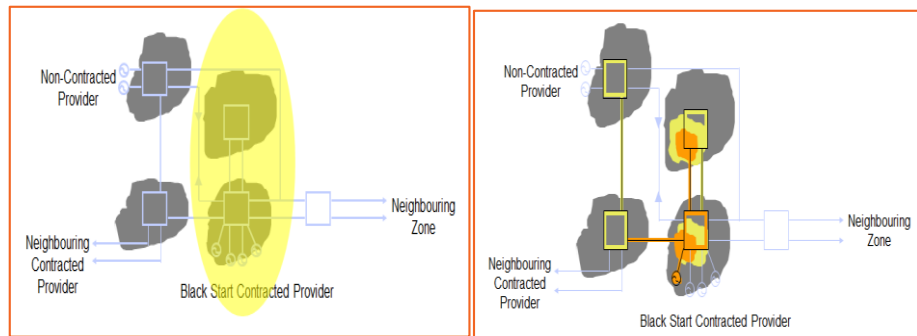 Non-Contracted
Provider
Neighbouring
Zone
Neighbouring
Contracted
Provider
Black Start Contracted Provider
Non-Contracted
Provider
Neighbouring
Zone
Neighbouring
Contracted
Provider
Black Start Contracted Provider